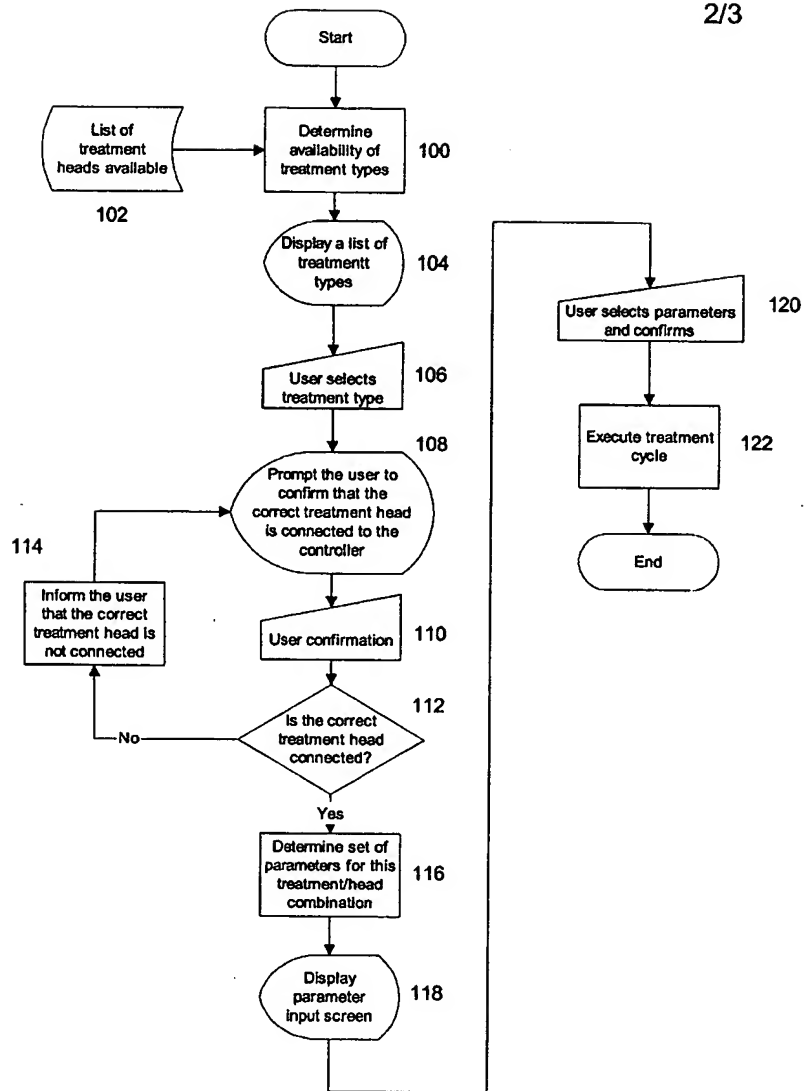 2/3
Start
List of
treatment
heads available
102
Determine
availability of
treatment types
100
Display a list of
treatmentt
types
104
User selects
treatment type
106
108
Prompt the user to
confirm that the
correct treatment head
is connected to the
controller
114
Inform the user
that the correct
treatment head is
not connected
User confirmation
110
112
Is the correct
treatment head
connected?
No
Yes
Determine set of
parameters for this
treatment/head
combination
116
Display
parameter
input screen
118
User selects parameters
and confirms
120
Execute treatment
cycle
122
End